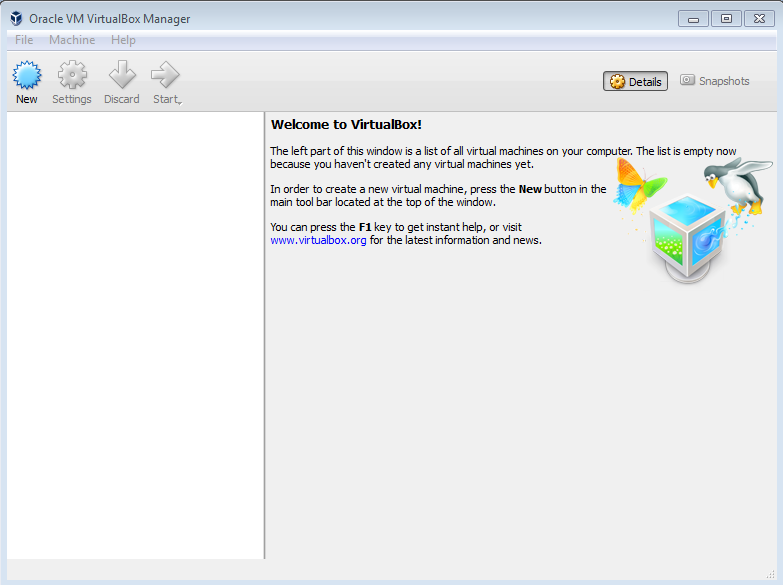 Oracle VM VirtualBox Manager
File Machine Help
New Settings Discard Start
Details Snapshots
Welcome to VirtualBox!
The left part of this window is a list of all virtual machines on your computer. The list is empty now
because you haven't created any virtual machines yet.
In order to create a new virtual machine, press the New button in the
main tool bar located at the top of the window.
You can press the F1 key to get instant help, or visit
www.virtualbox.org for the latest information and news.